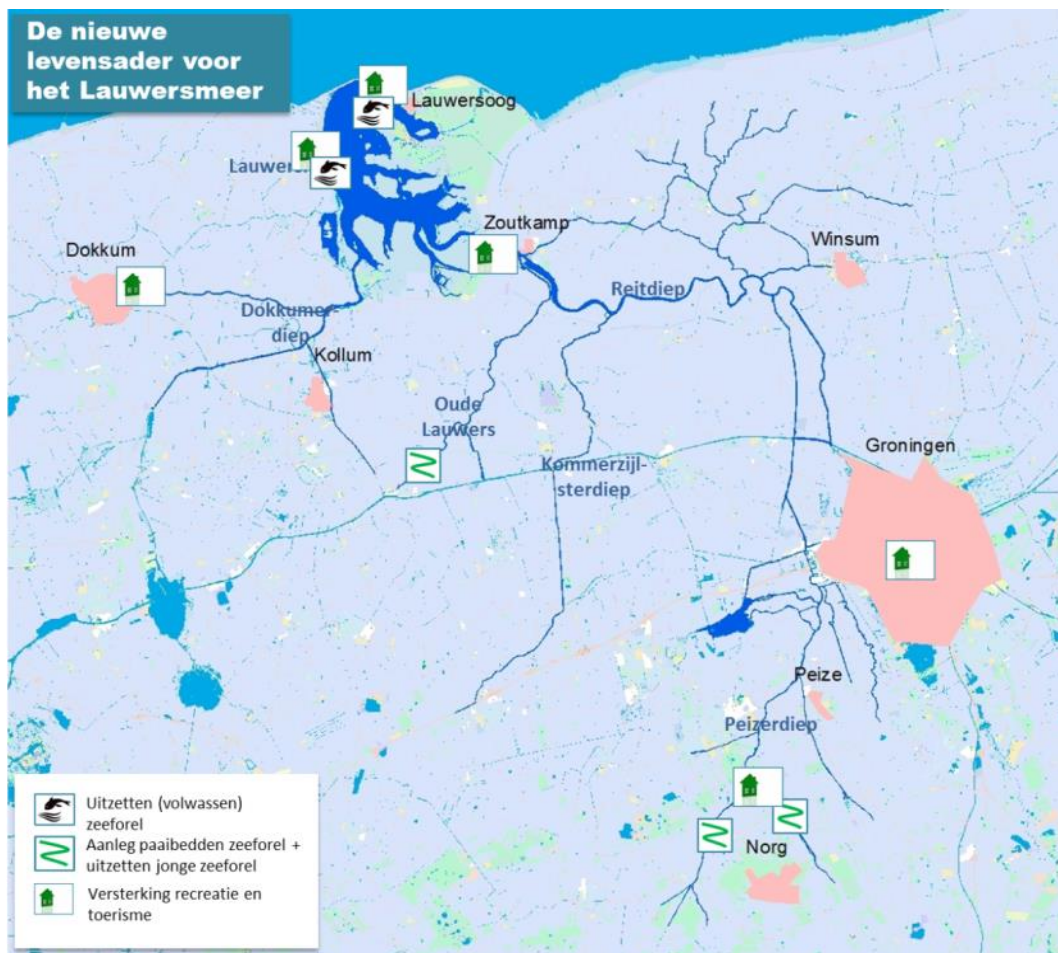 De nieuwe
levensader voor
het Lauwersmeer
Lauwersoog
Zoutkamp
Dokkum
Winsum
Reitdiep
Dokkumer-
diep
Kollum
Oude
Lauwers
Groningen
Kommerzijl-
sterdiep
Peize
Peizerdiep
Norg
Uitzetten (volwassen)
zeeforel
Aanleg paaibedden zeeforel +
uitzetten jonge zeeforel
Versterking recreatie en
toerisme